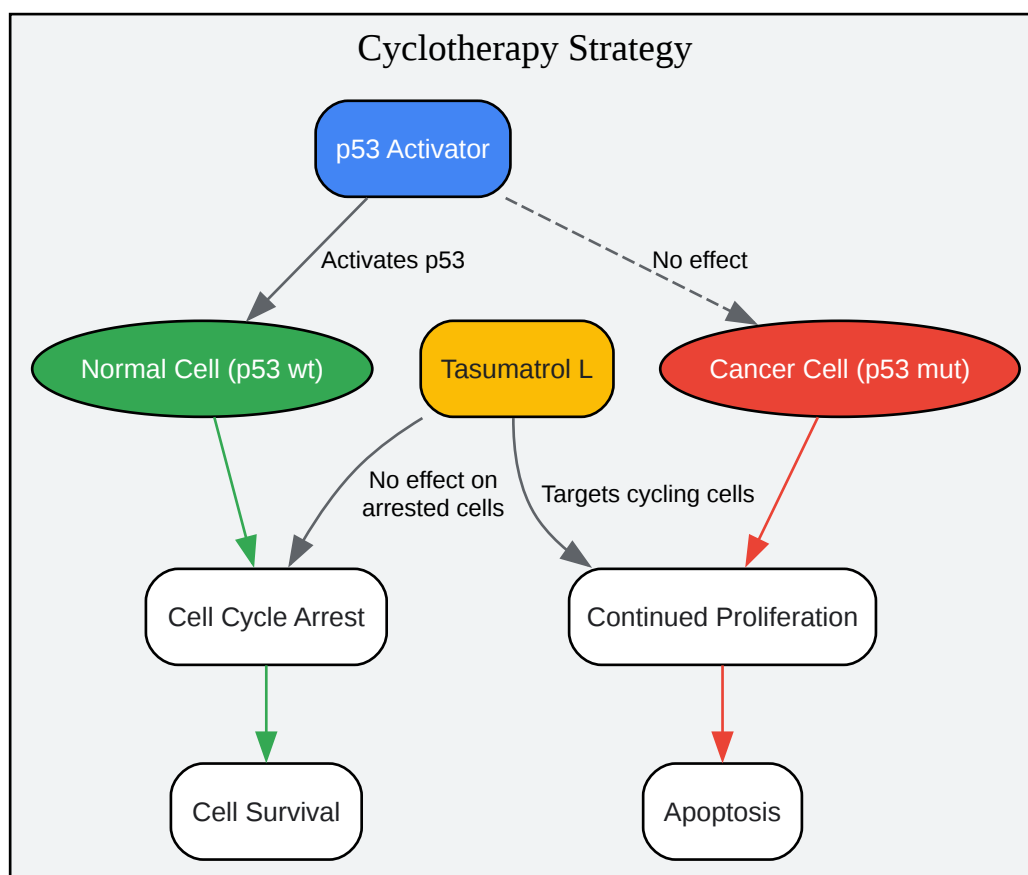 Cyclotherapy Strategy
p53 Activator
Activates p53
No effect
Normal Cell (p53 wt)
Tasumatrol L
Cancer Cell (p53 mut)
No effect on
arrested cells
Targets cycling cells
Cell Cycle Arrest
Continued Proliferation
Cell Survival
Apoptosis